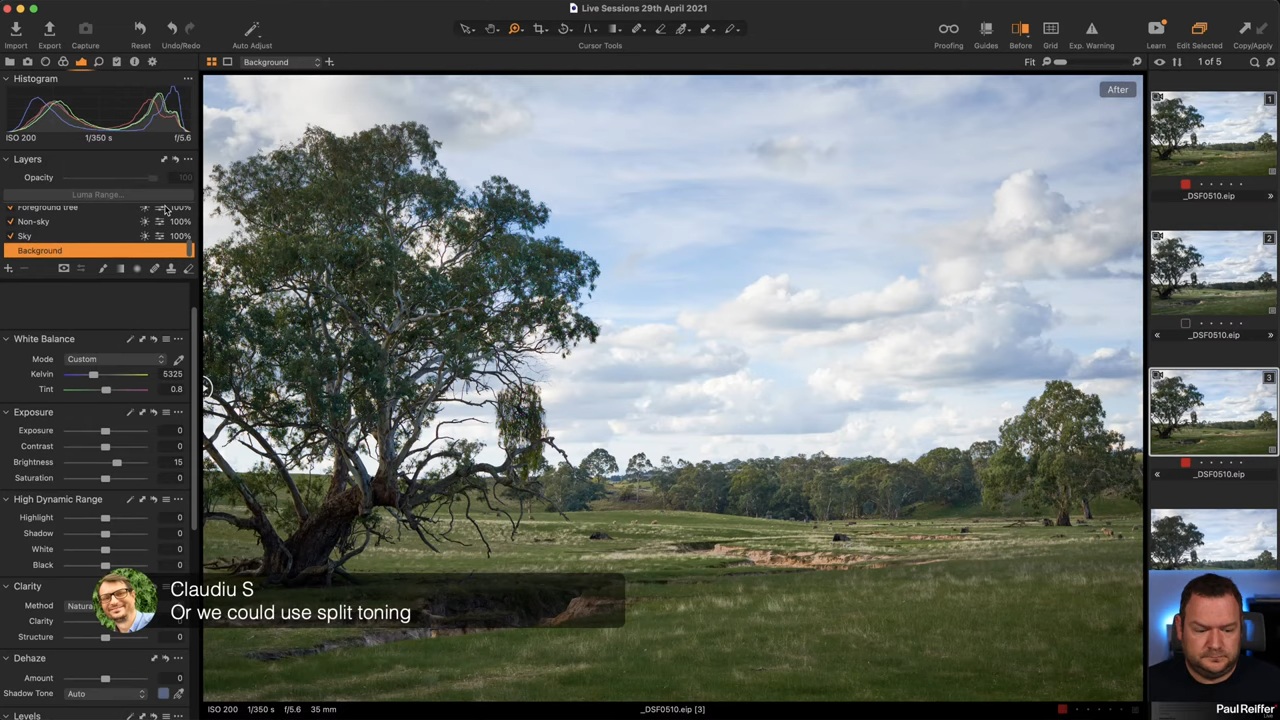 Live Sessions 29th April 2021
Import
Export
Capture
Reset
Undo/Redo
Auto Adjust
Cursor Tools
Proofing
Guides
Before
Grid
Exp. Warning
Learn
Edit Selected
Copy/Apply
Background
Fit
1 of 5
Histogram
ISO 200
1/350 s
f/5.6
Layers
Opacity
100
Luma Range...
Foreground tree
100%
Non-sky
100%
Sky
100%
Background
White Balance
Mode
Custom
Kelvin
5325
Tint
0.8
Exposure
Exposure
0
Contrast
0
Brightness
15
Saturation
0
High Dynamic Range
Highlight
0
Shadow
0
White
0
Black
0
Clarity
Method
Natura
Clarity
Structure
0
Dehaze
Amount
0
Shadow Tone
Auto
Levels
After
Claudiu S
Or we could use split toning
ISO 200
1/350 s
f/5.6
35 mm
_DSF0510.eip [3]
1
_DSF0510.eip
2
_DSF0510.eip
3
_DSF0510.eip
Paul Reiffer
Live